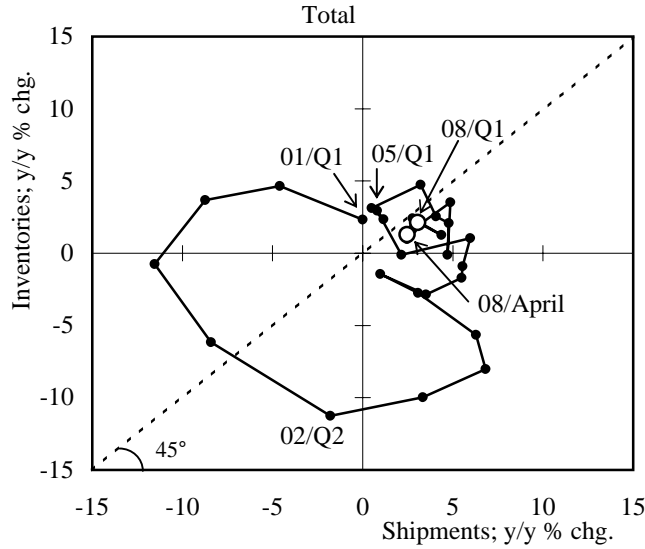 Total
Inventories; y/y % chg.
15
10
5
0
-5
-10
-15
01/Q1
05/Q1
08/Q1
08/April
02/Q2
45°
-15
-10
-5
0
5
10
15
Shipments; y/y % chg.